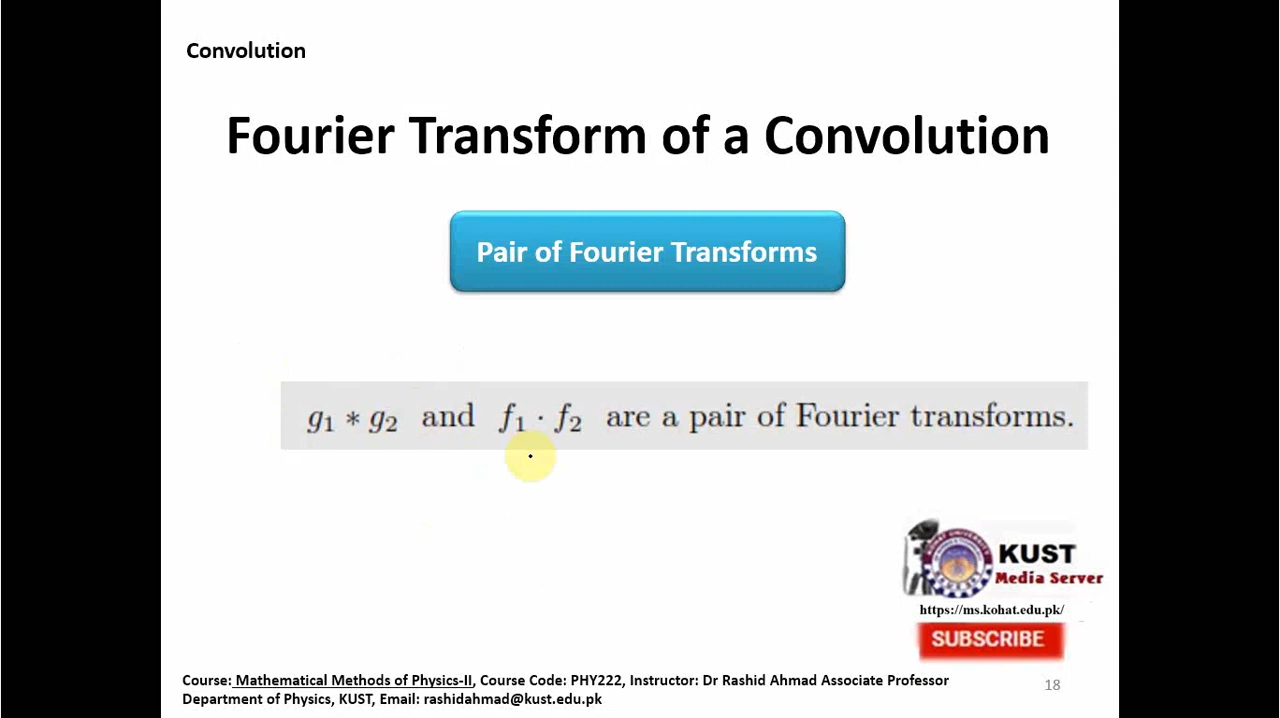 Convolution
Fourier Transform of a Convolution
Pair of Fourier Transforms
g₁ * g₂ and f₁ · f₂ are a pair of Fourier transforms.
KUST
Media Server
https://ms.kohat.edu.pk/
SUBSCRIBE
Course: Mathematical Methods of Physics-II, Course Code: PHY222, Instructor: Dr Rashid Ahmad Associate Professor
Department of Physics, KUST, Email: rashidahmad@kust.edu.pk
18